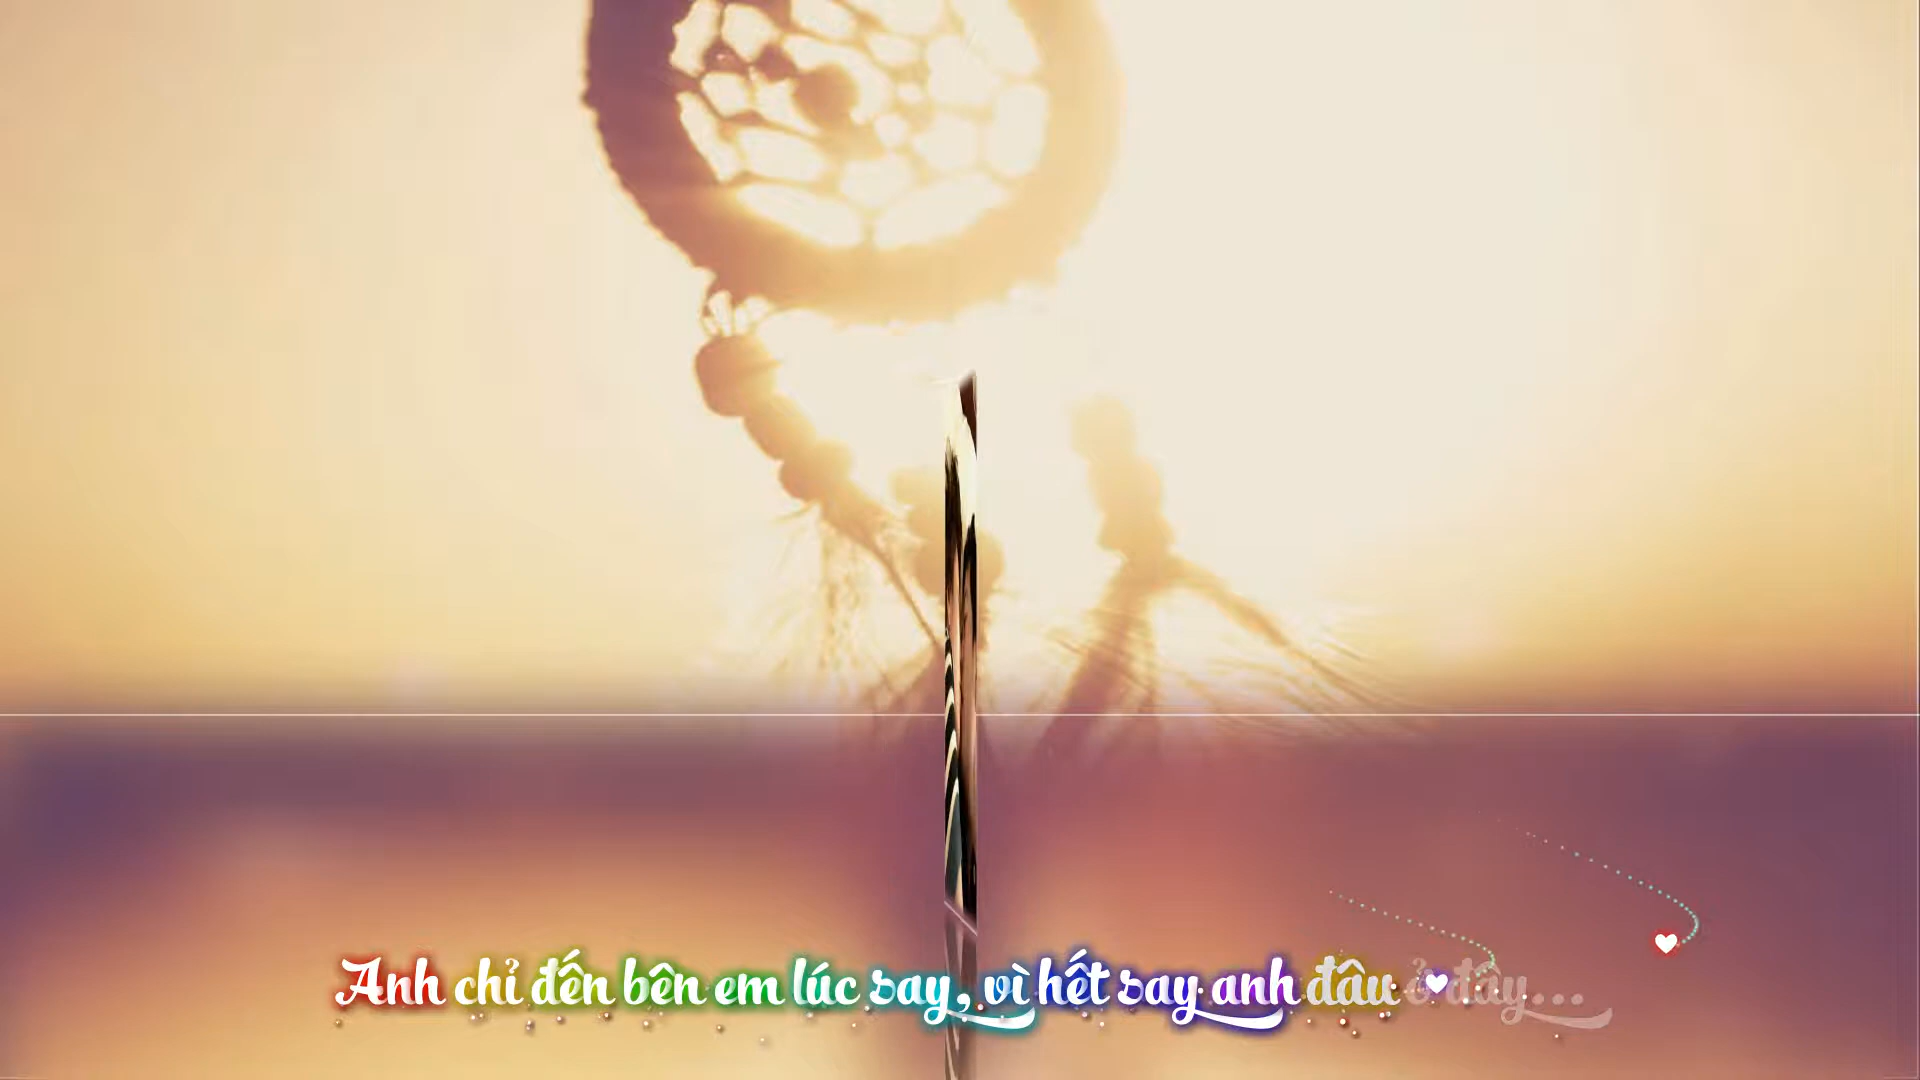 Anh chỉ đến bên em lúc say, vì hết say anh đâu ở đây...